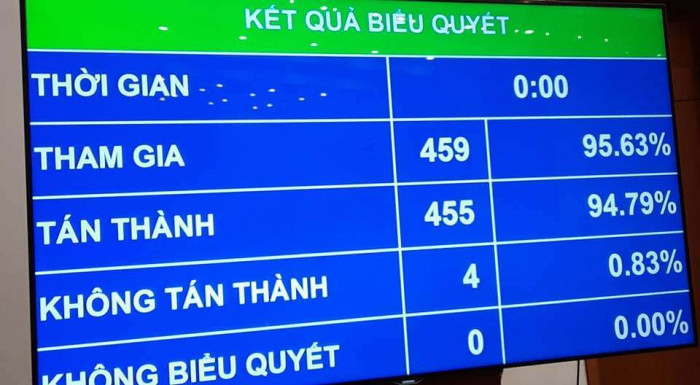 KẾT QUẢ BIỂU QUYẾT
THỜI GIAN 0:00
THAM GIA 459 95.63%
TÁN THÀNH 455 94.79%
KHÔNG TÁN THÀNH 4 0.83%
KHÔNG BIỂU QUYẾT 0 0.00%